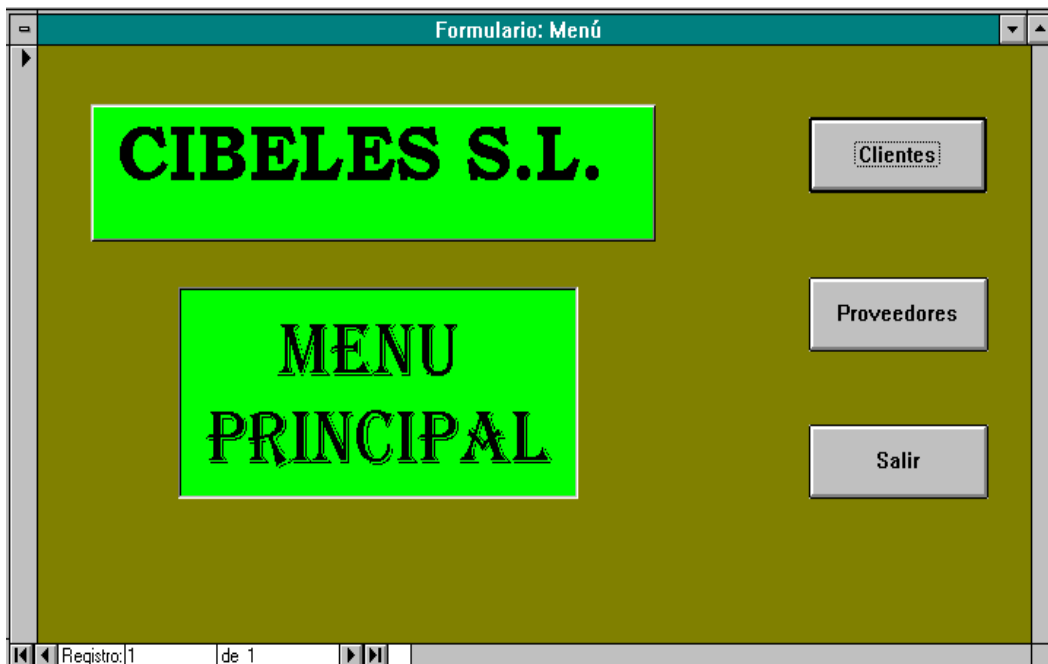 Formulario: Menú
CIBELES S.L.
Clientes
MENU
PRINCIPAL
Proveedores
Salir
Registro: 1 de 1